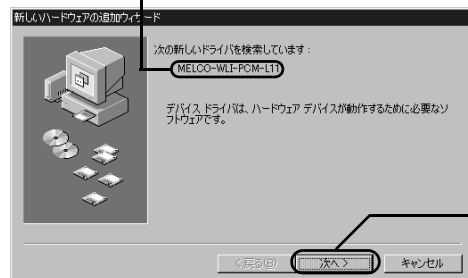 新しいハードウェアの追加ウィザード
次の新しいドライバを検索しています：
MELCO-WLI-PCM-L11
デバイス ドライバは、ハードウェア デバイスが動作するために必要なソ
フトウェアです。
< 戻る(B)
次へ >
キャンセル